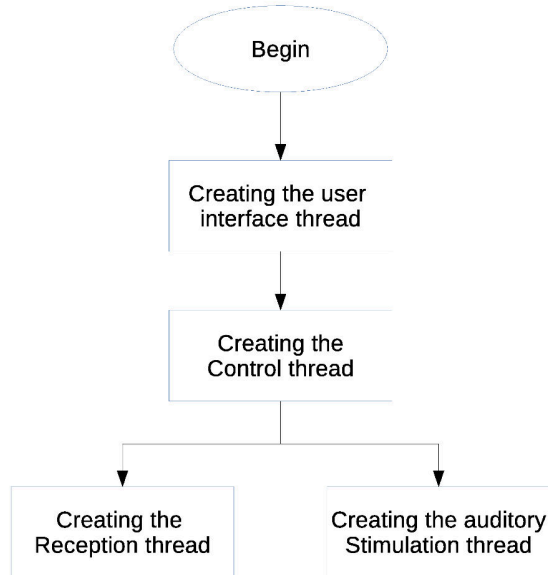 Begin
Creating the user
interface thread
Creating the
Control thread
Creating the
Reception thread
Creating the auditory
Stimulation thread